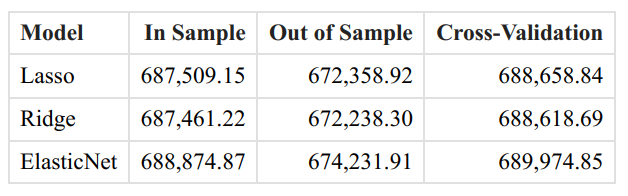 Model In Sample Out of Sample Cross-Validation
Lasso 687,509.15 672,358.92 688,658.84
Ridge 687,461.22 672,238.30 688,618.69
ElasticNet 688,874.87 674,231.91 689,974.85